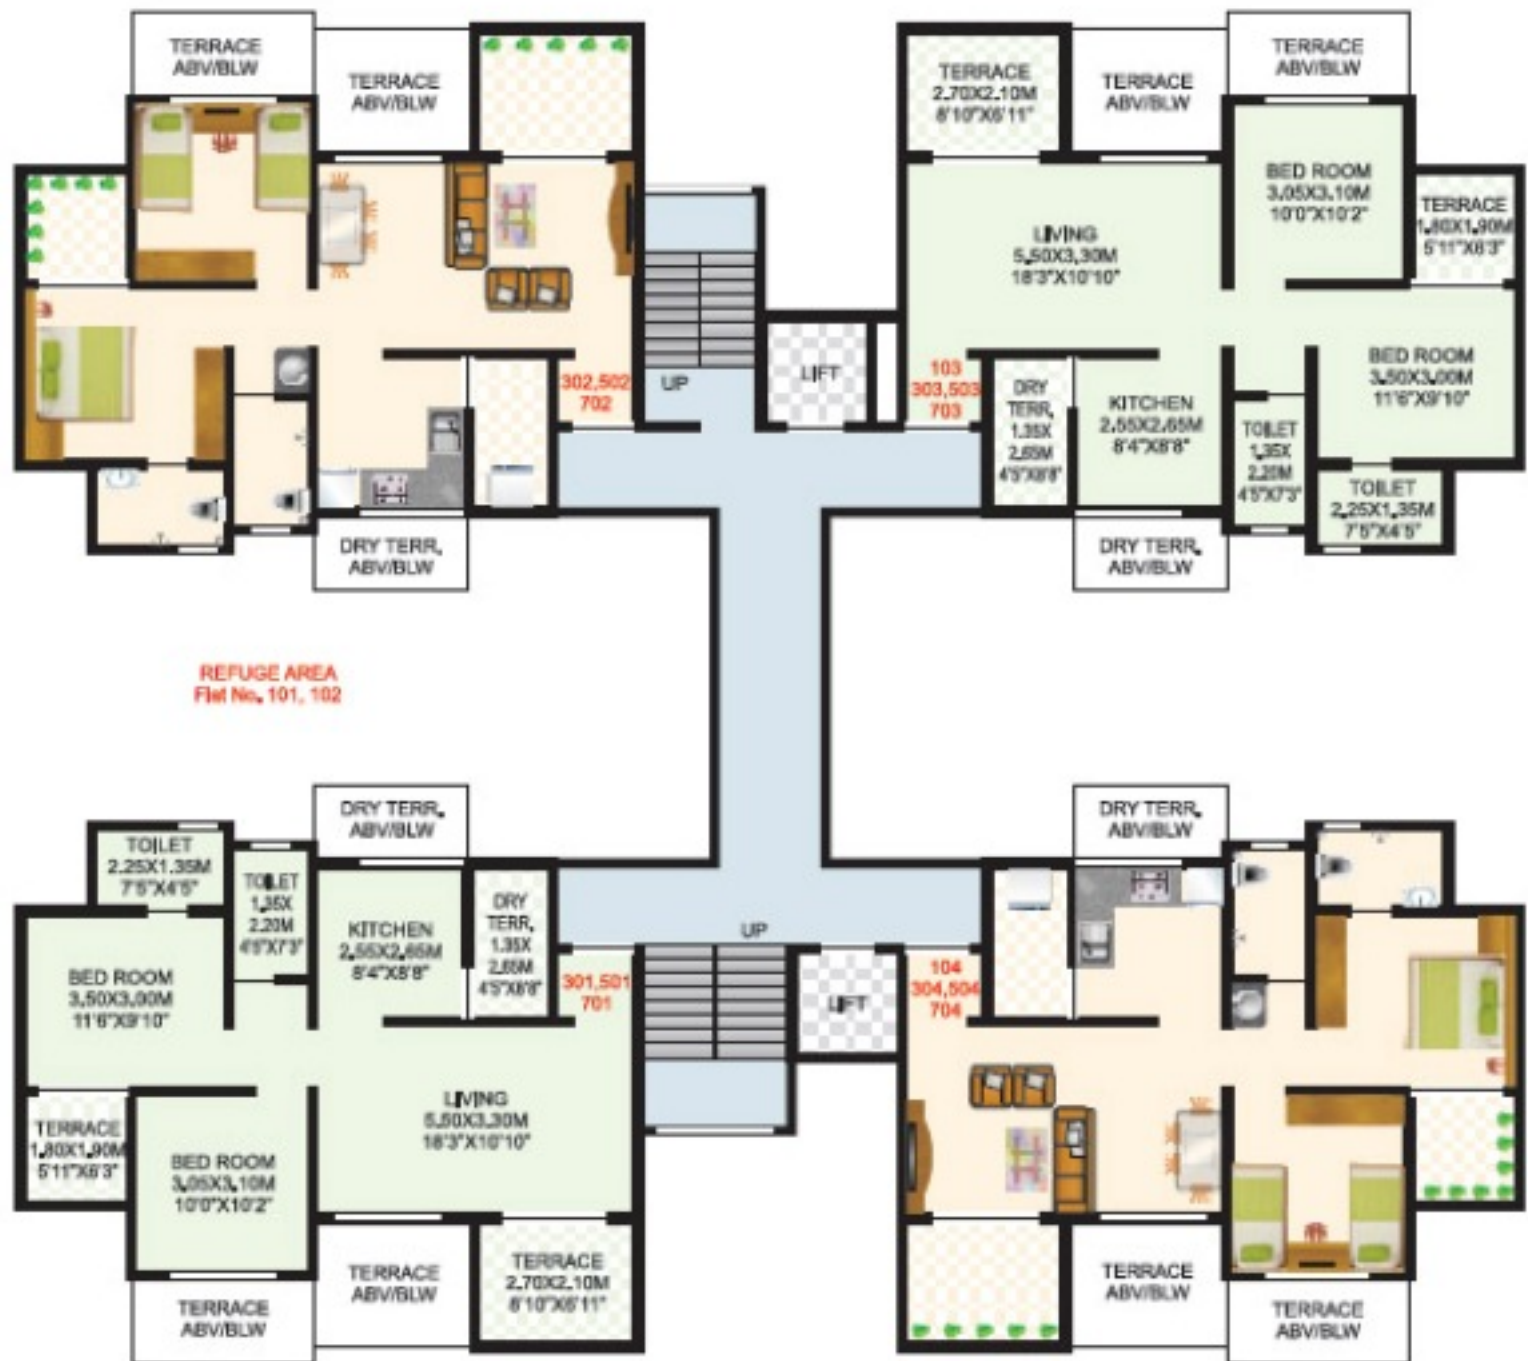 TERRACE
ABV/BLW
TERRACE
ABV/BLW
302,502
702
DRY TERR.
ABV/BLW
UP
LIFT
TERRACE
2.70X2.10M
8'10"X6'11"
TERRACE
ABV/BLW
TERRACE
ABV/BLW
BED ROOM
3.05X3.10M
10'0"X10'2"
TERRACE
1.80X1.90M
5'11"X6'3"
LIVING
5.50X3.30M
18'3"X10'10"
103
303,503
703
DRY
TERR.
1.35X
2.65M
4'5"X8'8"
KITCHEN
2.55X2.65M
8'4"X8'8"
BED ROOM
3.50X3.00M
11'6"X9'10"
TOILET
1.35X
2.20M
4'5"X7'3"
TOILET
2.25X1.35M
7'5"X4'5"
DRY TERR.
ABV/BLW
REFUGE AREA
Flat No. 101, 102
DRY TERR.
ABV/BLW
TOILET
2.25X1.35M
7'5"X4'5"
TOILET
1.35X
2.20M
4'5"X7'3"
KITCHEN
2.55X2.65M
8'4"X8'8"
DRY
TERR.
1.35X
2.65M
4'5"X8'8"
301,501
701
BED ROOM
3.50X3.00M
11'6"X9'10"
LIVING
5.50X3.30M
18'3"X10'10"
TERRACE
1.80X1.90M
5'11"X6'3"
BED ROOM
3.05X3.10M
10'0"X10'2"
TERRACE
ABV/BLW
TERRACE
ABV/BLW
TERRACE
2.70X2.10M
8'10"X6'11"
UP
LIFT
DRY TERR.
ABV/BLW
104
304,504
704
TERRACE
ABV/BLW
TERRACE
ABV/BLW